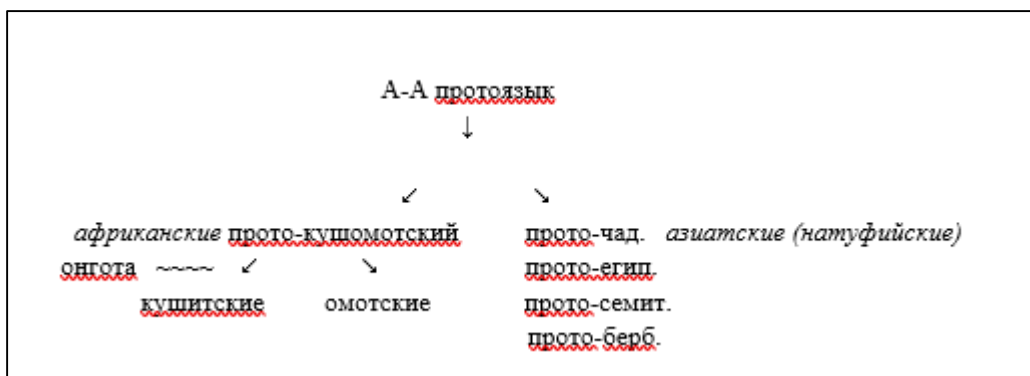 А-А протоязык
↓
↙ ↘
африканские прото-кушомотский прото-чад. азиатские (натуфийские)
онгота ~~~~ ↙ ↘ прото-егип.
кушитские омотские прото-семит.
прото-берб.